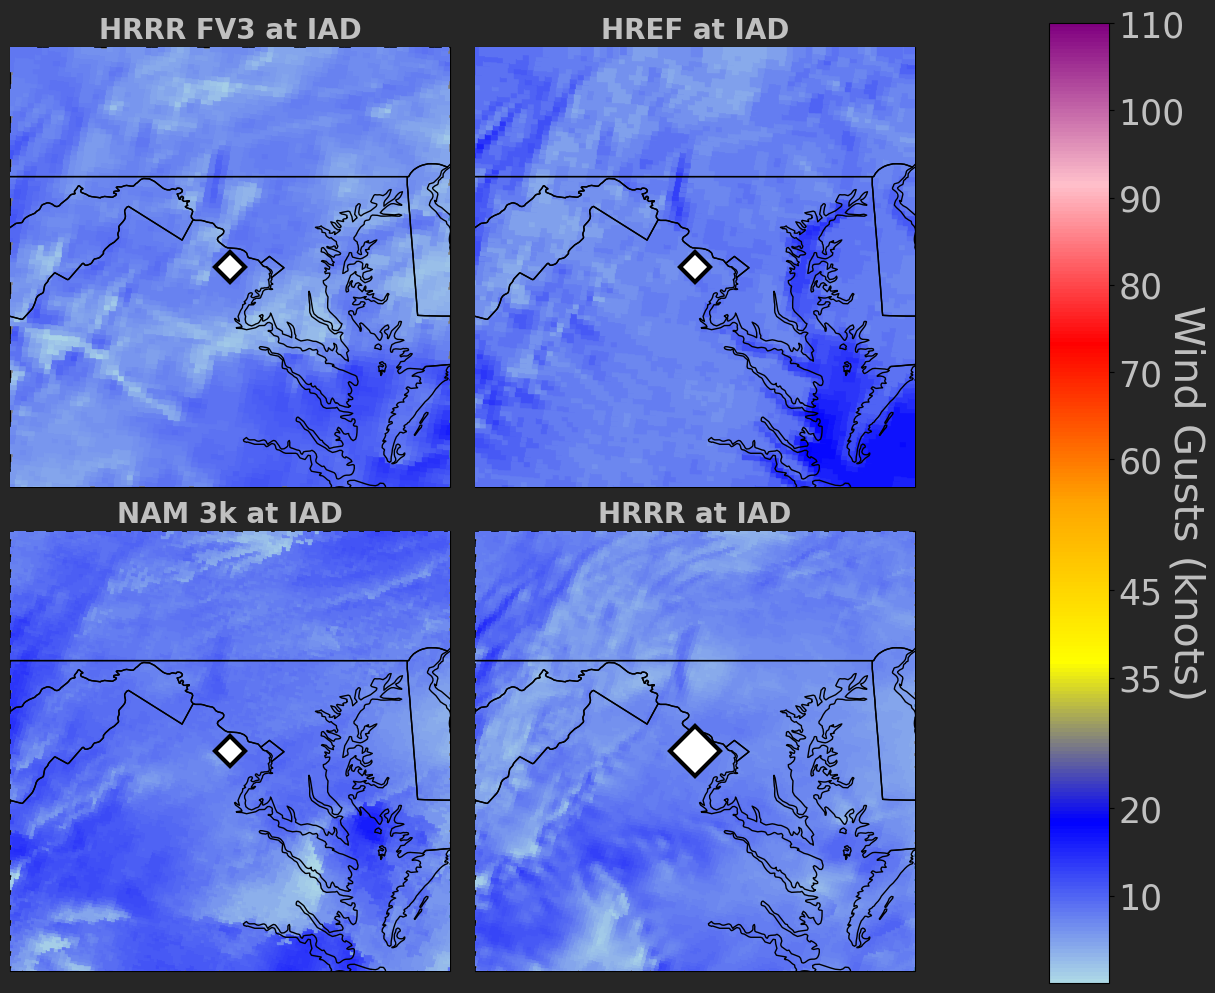 HRRR FV3 at IAD
HREF at IAD
NAM 3k at IAD
HRRR at IAD
110
100
90
80
70
60
45
35
20
10
Wind Gusts (knots)